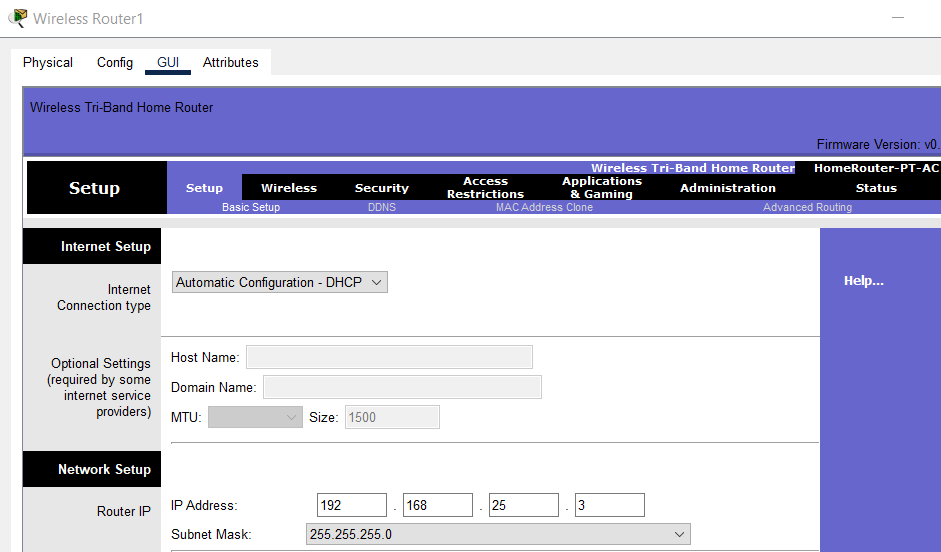 Wireless Router1
Physical Config GUI Attributes
Wireless Tri-Band Home Router
Firmware Version: v0.
Wireless Tri-Band Home Router HomeRouter-PT-AC
Setup
Setup Wireless Security Access Restrictions Applications & Gaming Administration Status
Basic Setup DDNS MAC Address Clone Advanced Routing
Internet Setup
Internet
Connection type
Automatic Configuration - DHCP
Help...
Optional Settings
(required by some
internet service
providers)
Host Name:
Domain Name:
MTU: Size: 1500
Network Setup
Router IP
IP Address: 192 . 168 . 25 . 3
Subnet Mask: 255.255.255.0